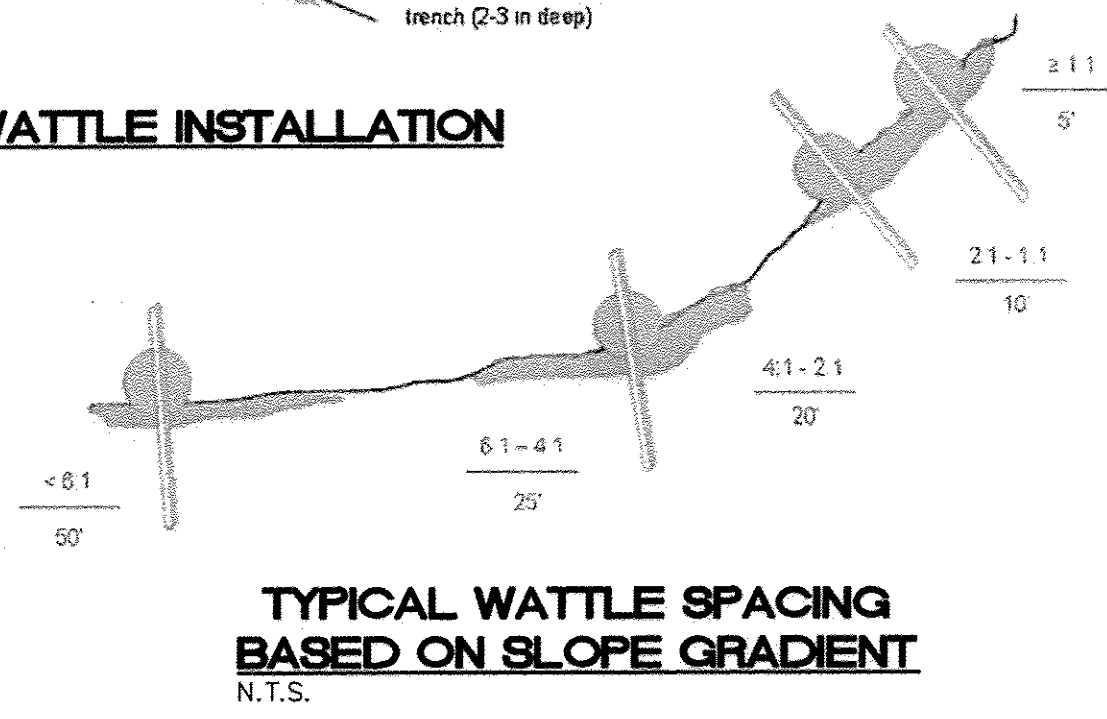 trench (2-3 in deep)
WATTLE INSTALLATION
≥ 1:1
5'
2:1 - 1:1
10'
4:1 - 2:1
20'
6:1 - 4:1
25'
< 6:1
50'
TYPICAL WATTLE SPACING
BASED ON SLOPE GRADIENT
N.T.S.